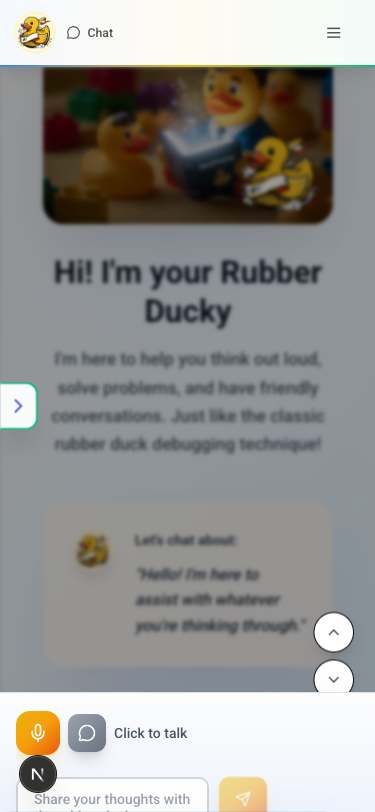 Chat
Hi! I'm your Rubber
Ducky
I'm here to help you think out loud,
solve problems, and have friendly
conversations. Just like the classic
rubber duck debugging technique!
Let's chat about:
"Hello! I'm here to
assist with whatever
you're thinking through."
Click to talk
N
Share your thoughts with